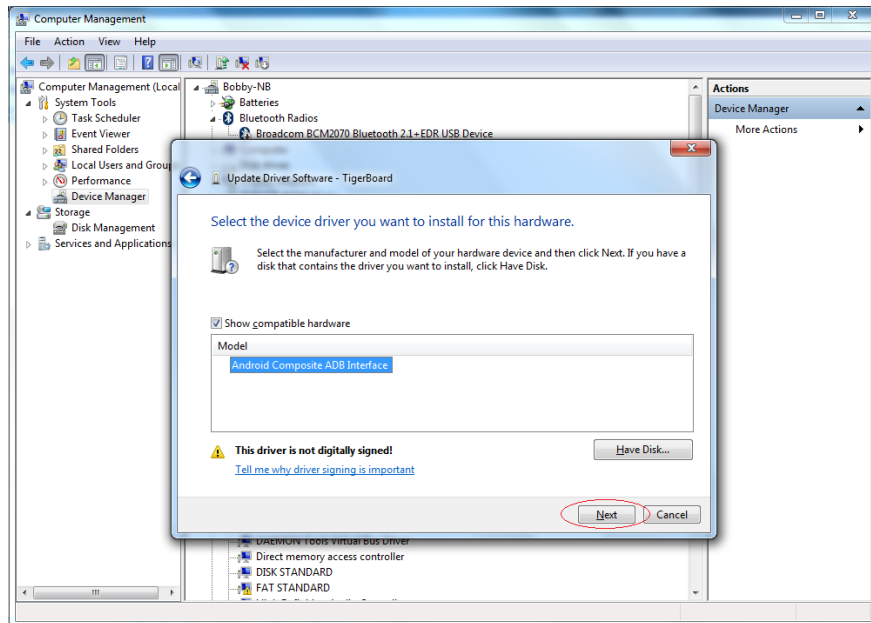 Computer Management
File Action View Help
Computer Management (Local
System Tools
Task Scheduler
Event Viewer
Shared Folders
Local Users and Group
Performance
Device Manager
Storage
Disk Management
Services and Applications
Bobby-NB
Batteries
Bluetooth Radios
Broadcom BCM2070 Bluetooth 2.1+EDR USB Device
Actions
Device Manager
More Actions
Update Driver Software - TigerBoard
Select the device driver you want to install for this hardware.
Select the manufacturer and model of your hardware device and then click Next. If you have a
disk that contains the driver you want to install, click Have Disk.
Show compatible hardware
Model
Android Composite ADB Interface
This driver is not digitally signed!
Have Disk...
Tell me why driver signing is important
Next Cancel
DAEMON Tools Virtual Bus Driver
Direct memory access controller
DISK STANDARD
FAT STANDARD